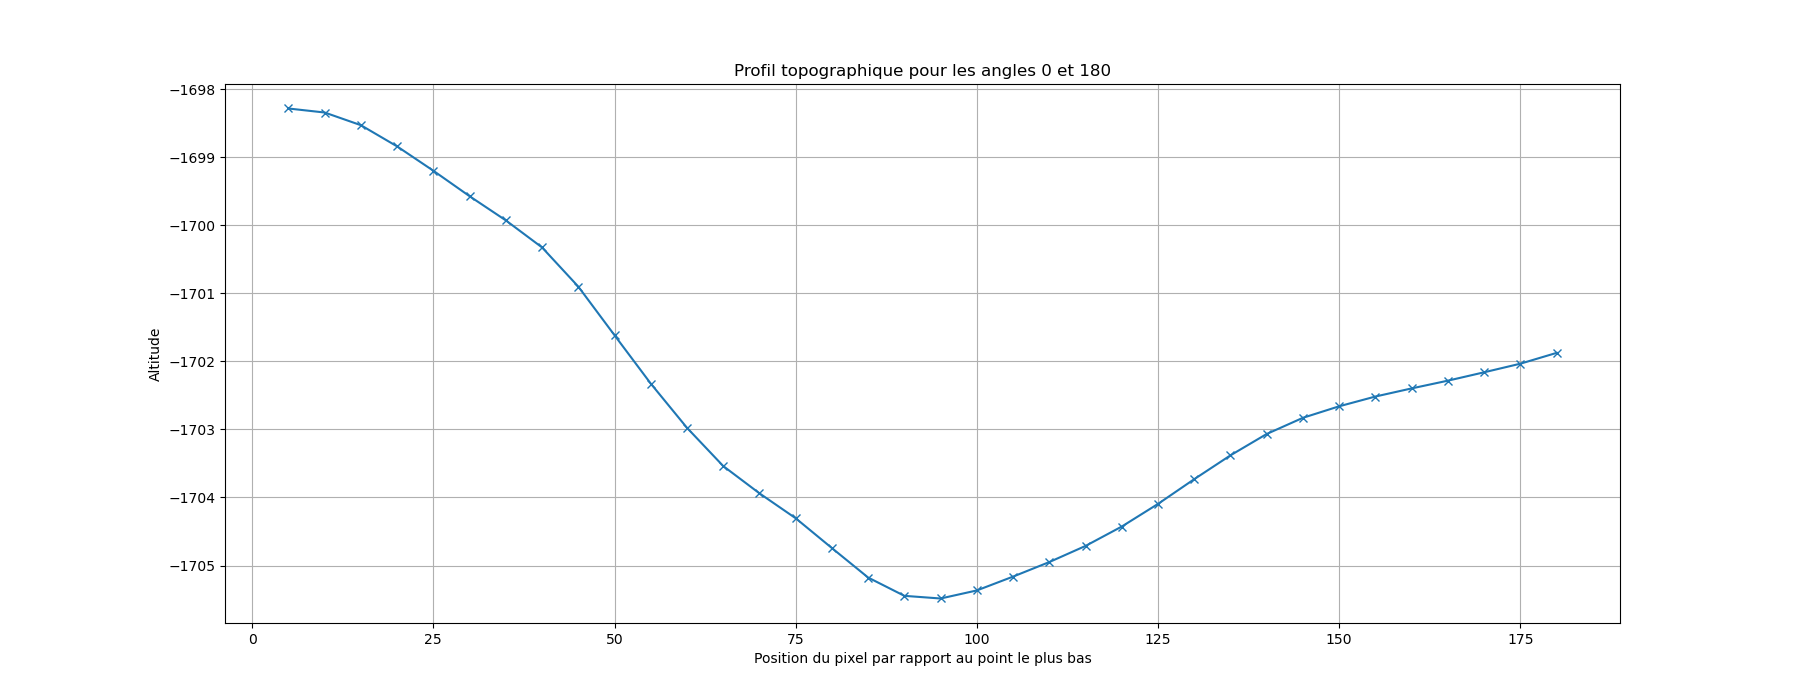 Profil topographique pour les angles 0 et 180
−1698
−1699
−1700
−1701
−1702
−1703
−1704
−1705
Altitude
0 25 50 75 100 125 150 175
Position du pixel par rapport au point le plus bas